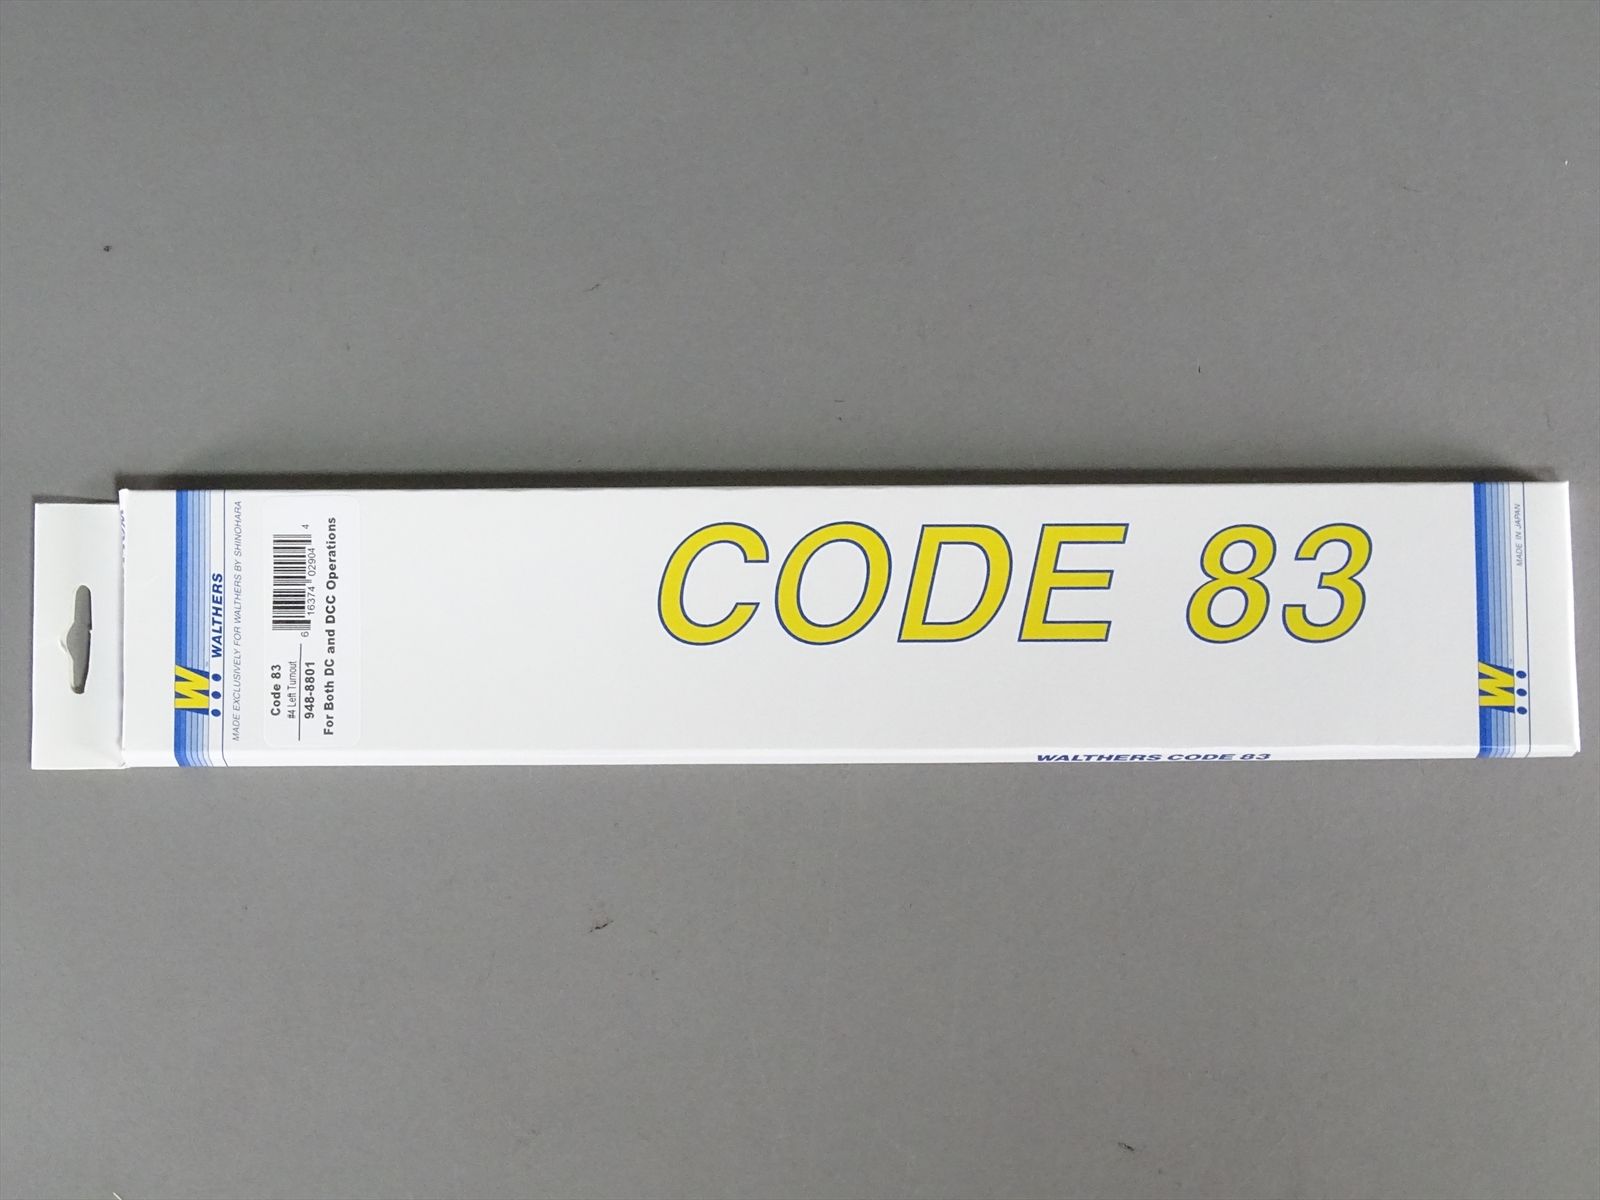 CODE 83
W
WALTHERS
MADE EXCLUSIVELY FOR WALTHERS BY SHINOHARA
Code 83
#4 Left Turnout
948-8801
6 16374 02904 4
For Both DC and DCC Operations
WALTHERS CODE 83
W
MADE IN JAPAN